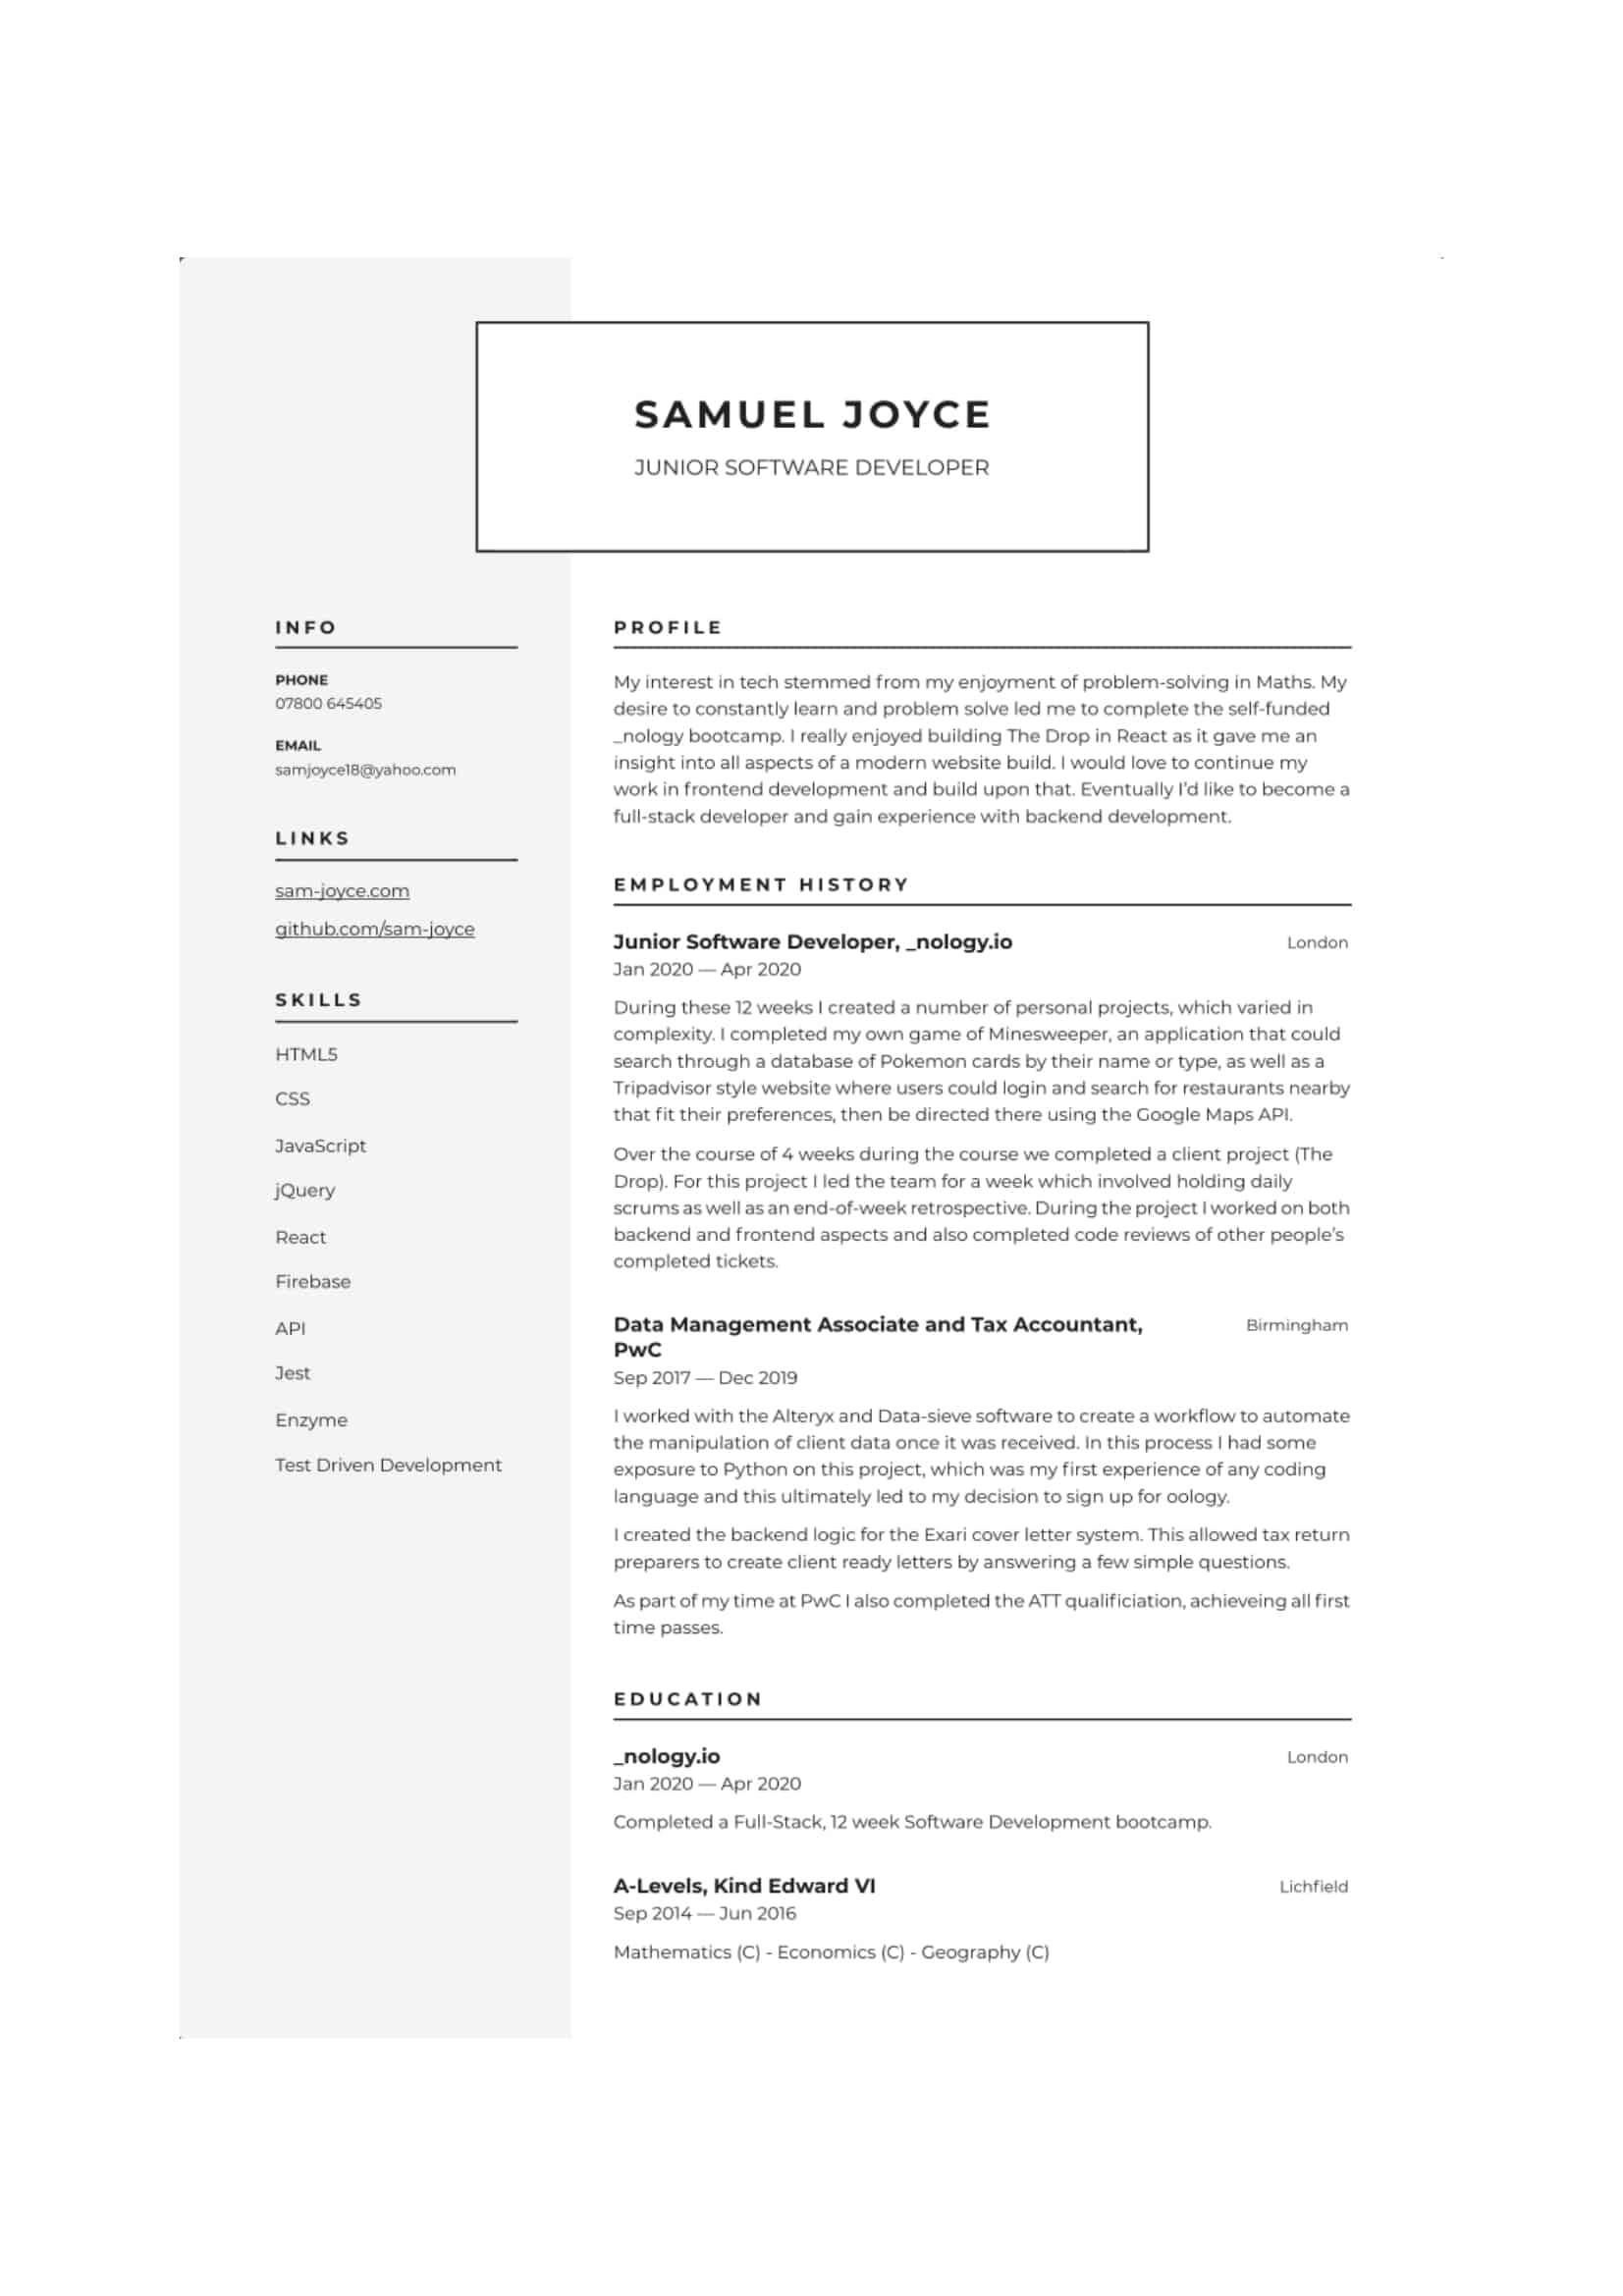 SAMUEL JOYCE
JUNIOR SOFTWARE DEVELOPER
INFO
PHONE
07800 645405
EMAIL
samjoyce18@yahoo.com
LINKS
sam-joyce.com
github.com/sam-joyce
SKILLS
HTML5
CSS
JavaScript
jQuery
React
Firebase
API
Jest
Enzyme
Test Driven Development
PROFILE
My interest in tech stemmed from my enjoyment of problem-solving in Maths. My
desire to constantly learn and problem solve led me to complete the self-funded
_nology bootcamp. I really enjoyed building The Drop in React as it gave me an
insight into all aspects of a modern website build. I would love to continue my
work in frontend development and build upon that. Eventually I'd like to become a
full-stack developer and gain experience with backend development.
EMPLOYMENT HISTORY
Junior Software Developer, _nology.io London
Jan 2020 — Apr 2020
During these 12 weeks I created a number of personal projects, which varied in
complexity. I completed my own game of Minesweeper, an application that could
search through a database of Pokemon cards by their name or type, as well as a
Tripadvisor style website where users could login and search for restaurants nearby
that fit their preferences, then be directed there using the Google Maps API.
Over the course of 4 weeks during the course we completed a client project (The
Drop). For this project I led the team for a week which involved holding daily
scrums as well as an end-of-week retrospective. During the project I worked on both
backend and frontend aspects and also completed code reviews of other people's
completed tickets.
Data Management Associate and Tax Accountant, Birmingham
PwC
Sep 2017 — Dec 2019
I worked with the Alteryx and Data-sieve software to create a workflow to automate
the manipulation of client data once it was received. In this process I had some
exposure to Python on this project, which was my first experience of any coding
language and this ultimately led to my decision to sign up for oology.
I created the backend logic for the Exari cover letter system. This allowed tax return
preparers to create client ready letters by answering a few simple questions.
As part of my time at PwC I also completed the ATT qualificiation, achieveing all first
time passes.
EDUCATION
_nology.io London
Jan 2020 — Apr 2020
Completed a Full-Stack, 12 week Software Development bootcamp.
A-Levels, Kind Edward VI Lichfield
Sep 2014 — Jun 2016
Mathematics (C) - Economics (C) - Geography (C)